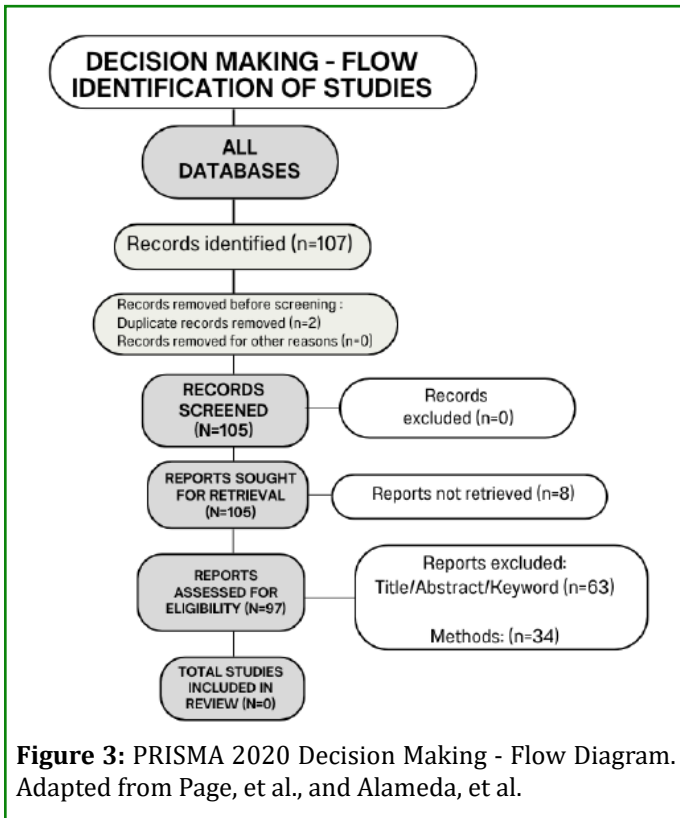 DECISION MAKING - FLOW
IDENTIFICATION OF STUDIES
ALL
DATABASES
Records identified (n=107)
Records removed before screening :
Duplicate records removed (n=2)
Records removed for other reasons (n=0)
RECORDS
SCREENED
(N=105)
Records
excluded (n=0)
REPORTS SOUGHT
FOR RETRIEVAL
(N=105)
Reports not retrieved (n=8)
REPORTS
ASSESSED FOR
ELIGIBILITY (N=97)
Reports excluded:
Title/Abstract/Keyword (n=63)
Methods: (n=34)
TOTAL STUDIES
INCLUDED IN
REVIEW (N=0)
Figure 3: PRISMA 2020 Decision Making - Flow Diagram.
Adapted from Page, et al., and Alameda, et al.